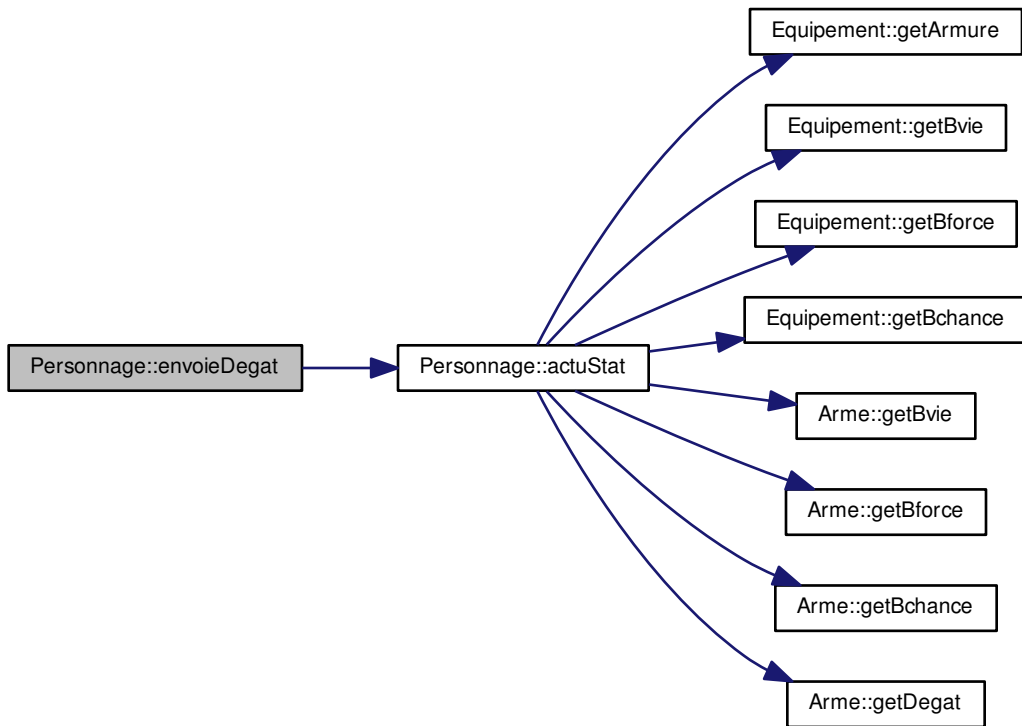 Equipement::getArmure
Equipement::getBvie
Equipement::getBforce
Equipement::getBchance
Personnage::envoieDegat
Personnage::actuStat
Arme::getBvie
Arme::getBforce
Arme::getBchance
Arme::getDegat